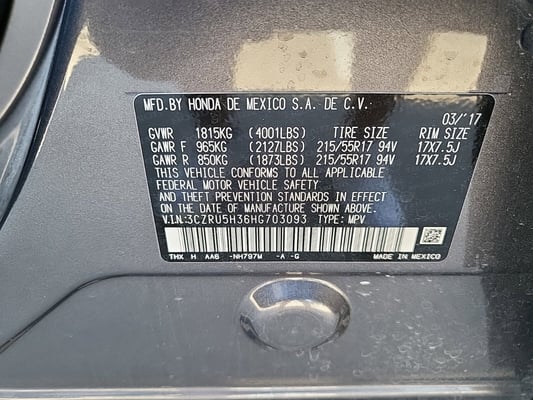 MFD.BY HONDA DE MEXICO S.A. DE C.V.
03/'17
GVWR 1815KG (4001LBS) TIRE SIZE RIM SIZE
GAWR F 965KG (2127LBS) 215/55R17 94V 17X7.5J
GAWR R 850KG (1873LBS) 215/55R17 94V 17X7.5J
THIS VEHICLE CONFORMS TO ALL APPLICABLE
FEDERAL MOTOR VEHICLE SAFETY
AND THEFT PREVENTION STANDARDS IN EFFECT
ON THE DATE OF MANUFACTURE SHOWN ABOVE.
V.I.N:3CZRU5H36HG703093 TYPE: MPV
THX H AA6 -NH797M -A -G MADE IN MEXICO